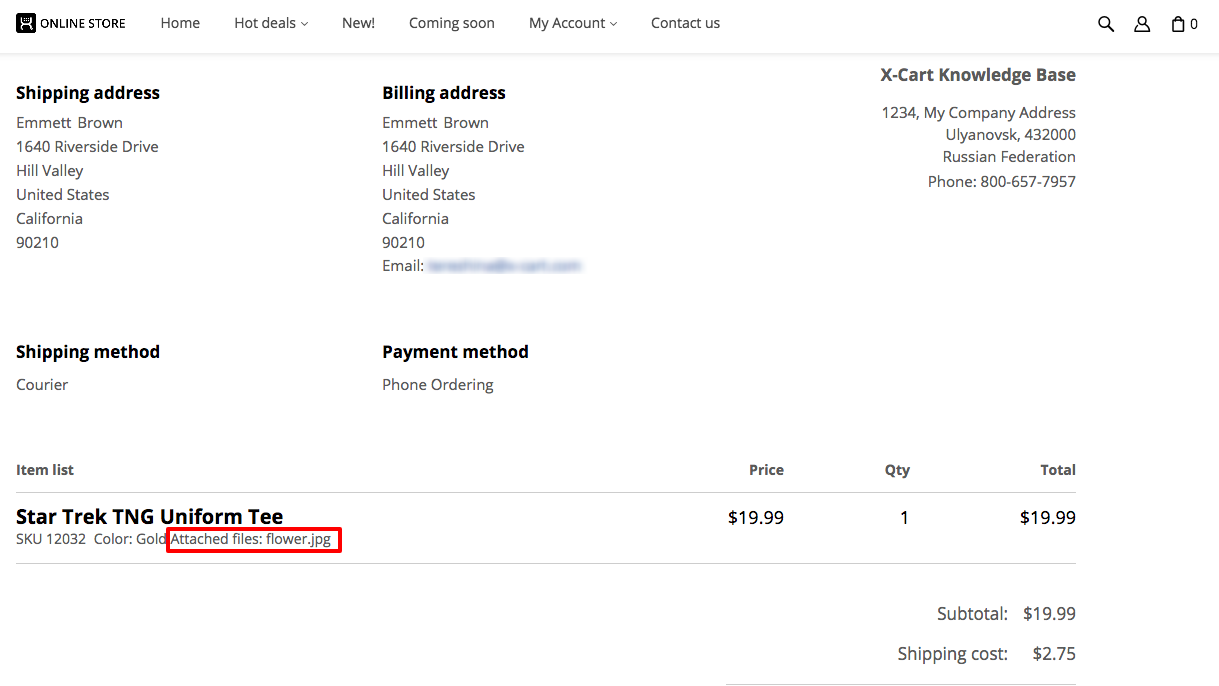 ONLINE STORE Home Hot deals New! Coming soon My Account Contact us 0
X-Cart Knowledge Base
1234, My Company Address
Ulyanovsk, 432000
Russian Federation
Phone: 800-657-7957
Shipping address
Emmett Brown
1640 Riverside Drive
Hill Valley
United States
California
90210
Billing address
Emmett Brown
1640 Riverside Drive
Hill Valley
United States
California
90210
Email:
Shipping method
Courier
Payment method
Phone Ordering
Item list Price Qty Total
Star Trek TNG Uniform Tee $19.99 1 $19.99
SKU 12032 Color: Gold Attached files: flower.jpg
Subtotal: $19.99
Shipping cost: $2.75